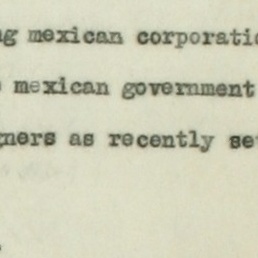 mexican corporatio
mexican government
ners as recently se